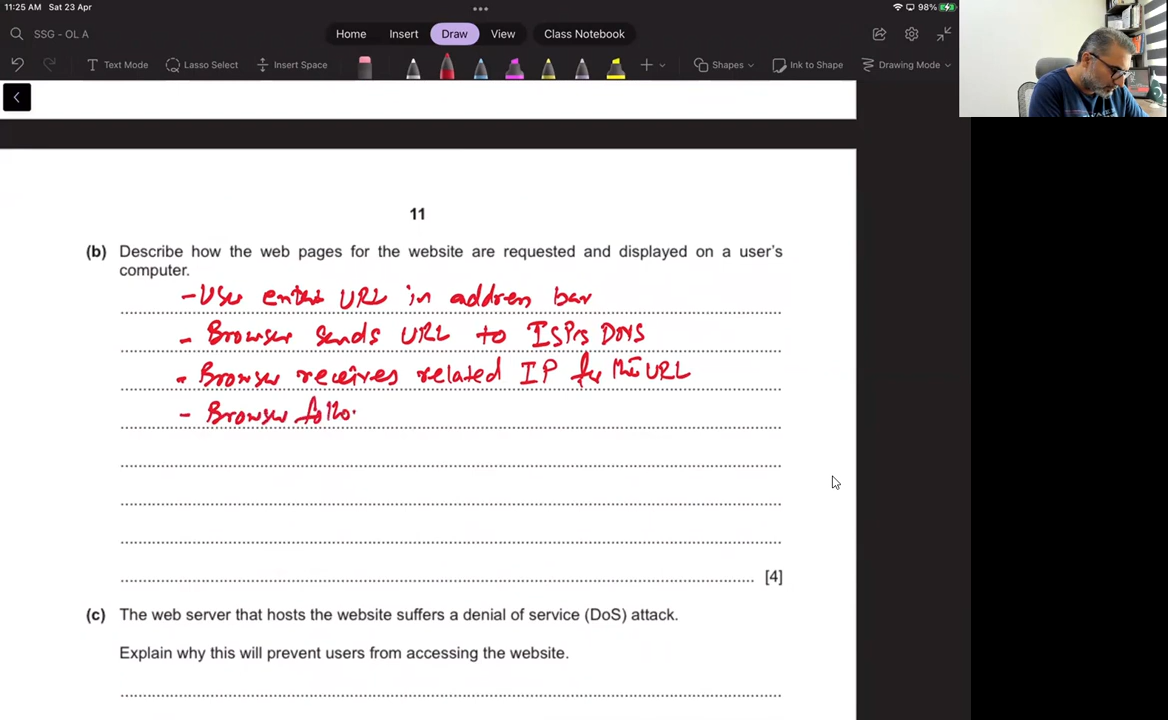 11:25 AM Sat 23 Apr
98%
SSG - OL A
Home Insert Draw View Class Notebook
Text Mode Lasso Select Insert Space Shapes Ink to Shape Drawing Mode
11
(b) Describe how the web pages for the website are requested and displayed on a user's
computer.
- User enters URL in address bar
- Browser sends URL to ISP's DNS
- Browser receives related IP for the URL
- Browser follo
[4]
(c) The web server that hosts the website suffers a denial of service (DoS) attack.
Explain why this will prevent users from accessing the website.